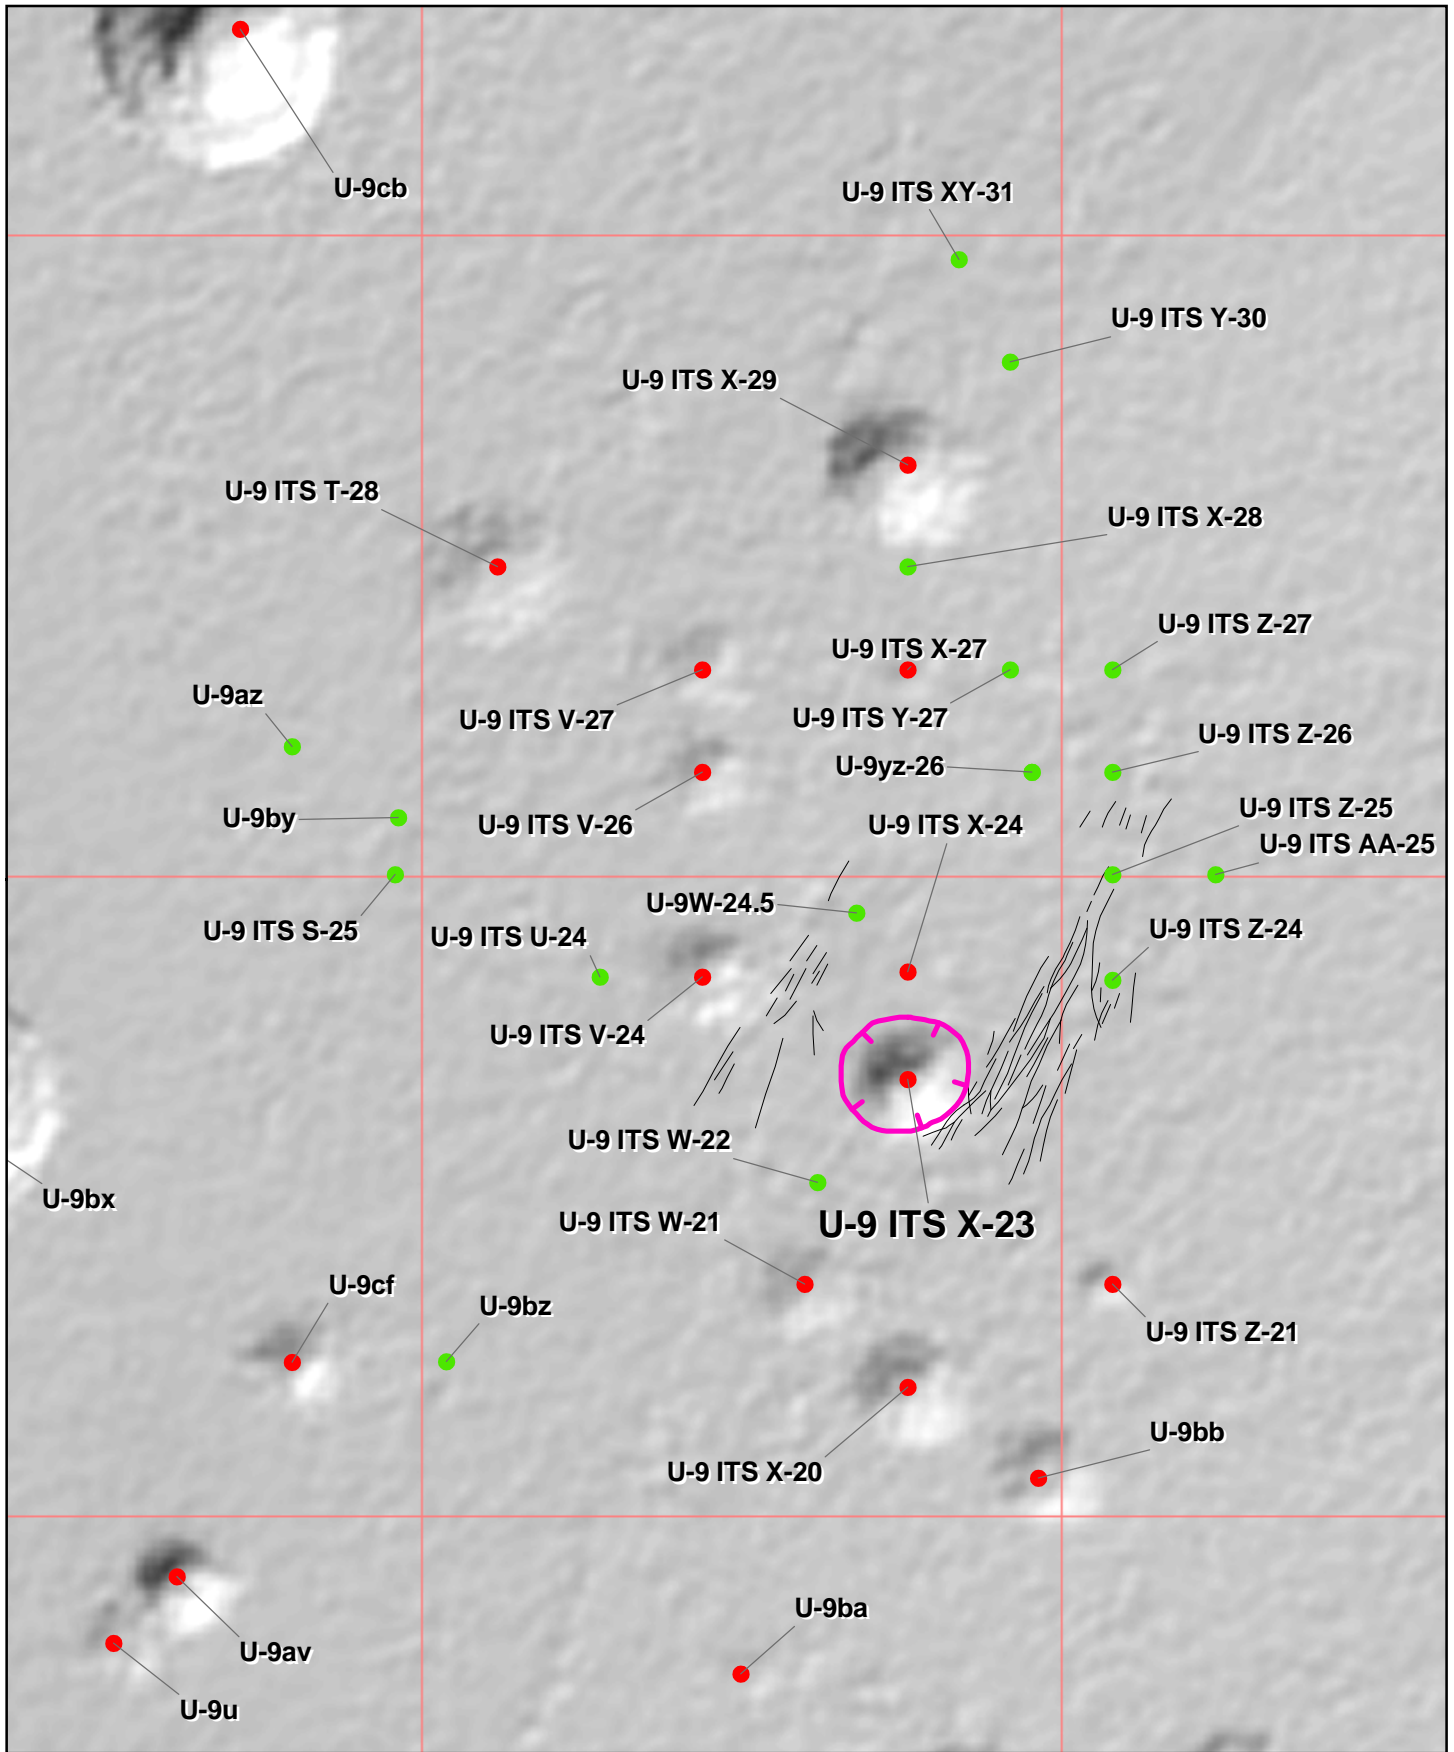 U-9cb
U-9 ITS XY-31
U-9 ITS Y-30
U-9 ITS X-29
U-9 ITS T-28
U-9 ITS X-28
U-9 ITS Z-27
U-9 ITS X-27
U-9az
U-9 ITS V-27
U-9 ITS Y-27
U-9 ITS Z-26
U-9yz-26
U-9 ITS Z-25
U-9by
U-9 ITS V-26
U-9 ITS X-24
U-9 ITS AA-25
U-9W-24.5
U-9 ITS S-25
U-9 ITS U-24
U-9 ITS Z-24
U-9 ITS V-24
U-9 ITS W-22
U-9bx
U-9 ITS W-21
U-9 ITS X-23
U-9cf
U-9bz
U-9 ITS Z-21
U-9bb
U-9 ITS X-20
U-9ba
U-9av
U-9u